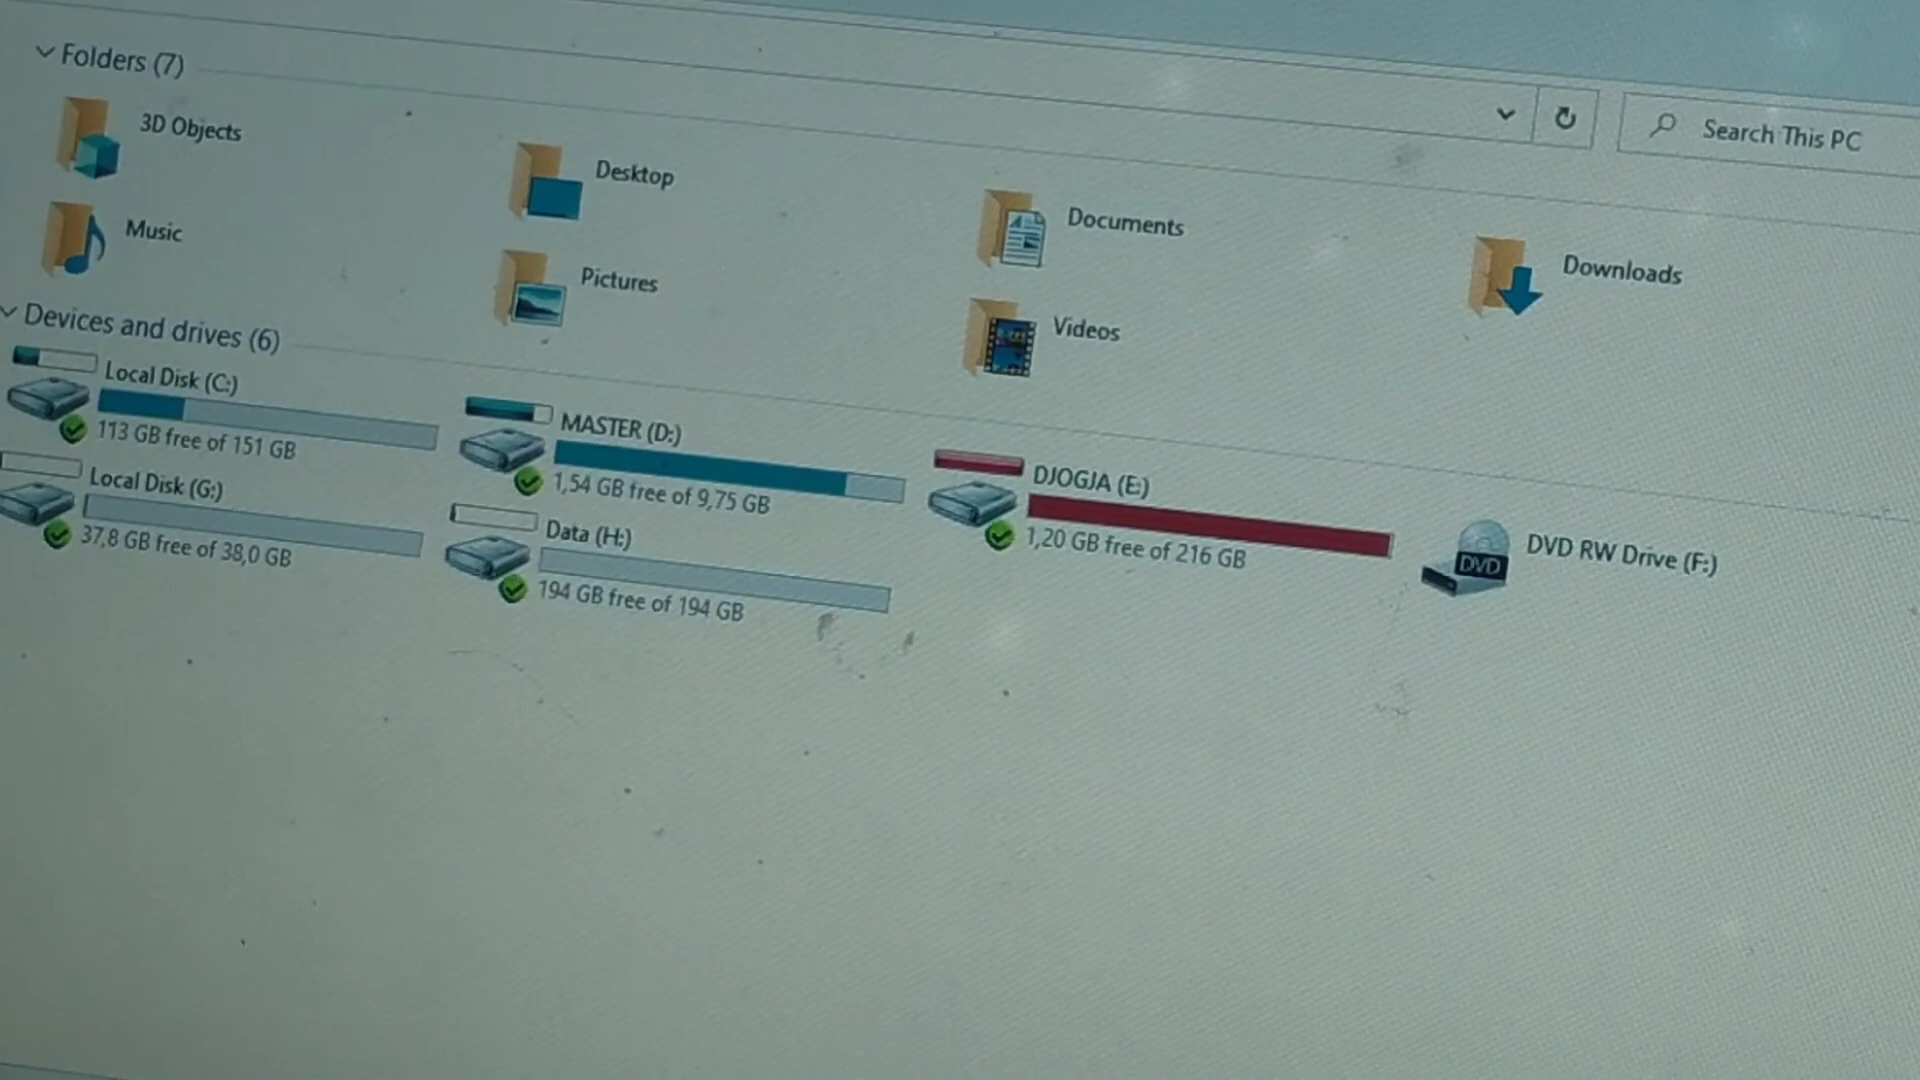 Folders (7)
Search This PC
3D Objects
Desktop
Documents
Downloads
Music
Pictures
Videos
Devices and drives (6)
Local Disk (C:)
113 GB free of 151 GB
MASTER (D:)
1,54 GB free of 9,75 GB
DJOGJA (E:)
1,20 GB free of 216 GB
DVD RW Drive (F:)
DVD
Local Disk (G:)
37,8 GB free of 38,0 GB
Data (H:)
194 GB free of 194 GB